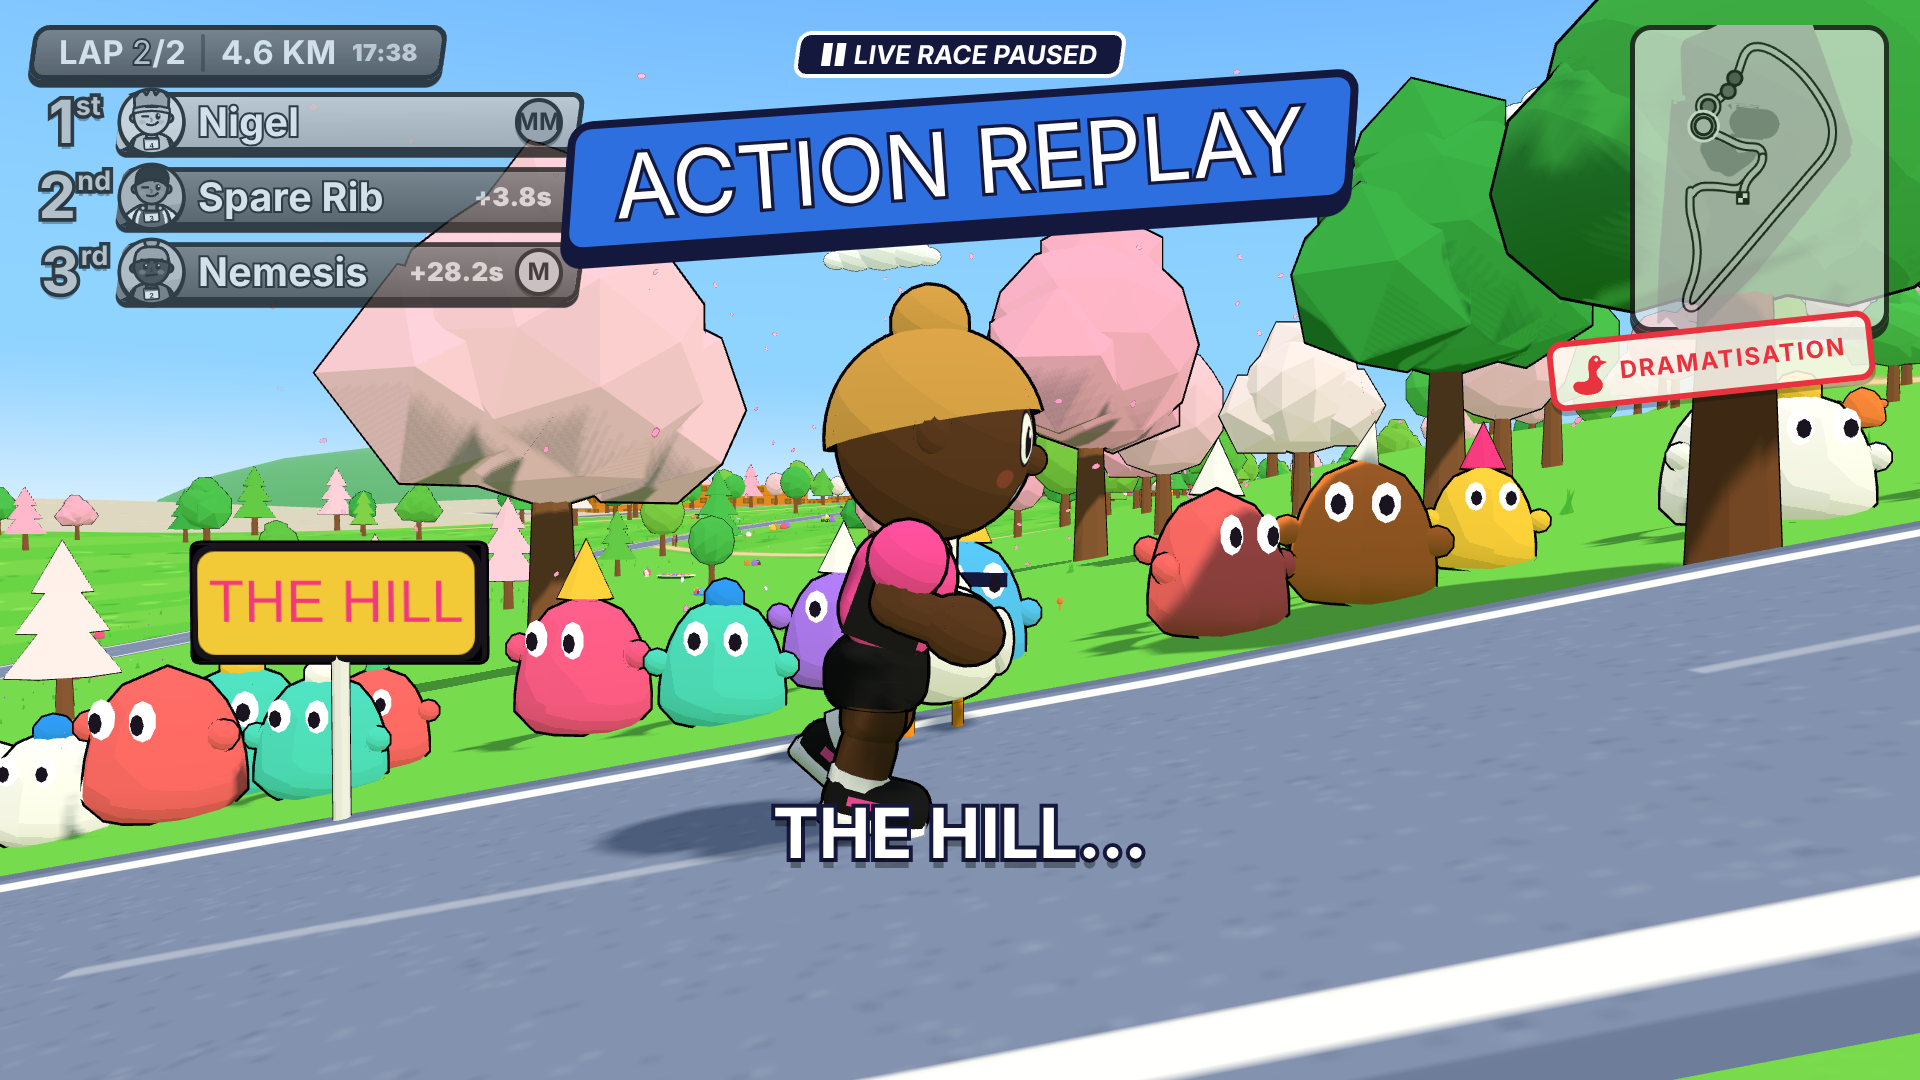 LAP 2/2 4.6 KM 17:38
LIVE RACE PAUSED
ACTION REPLAY
1st Nigel MM
2nd Spare Rib +3.8s
3rd Nemesis +28.2s M
DRAMATISATION
THE HILL
THE HILL...